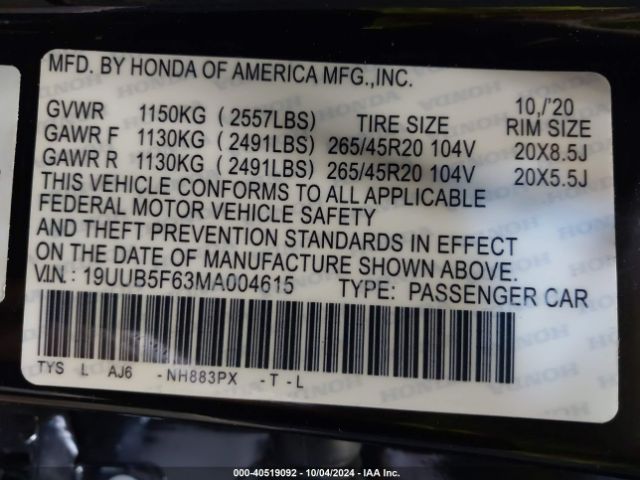 MFD. BY HONDA OF AMERICA MFG.,INC.
10,/'20
GVWR 1150KG ( 2557LBS) TIRE SIZE RIM SIZE
GAWR F 1130KG ( 2491LBS) 265/45R20 104V 20X8.5J
GAWR R 1130KG ( 2491LBS) 265/45R20 104V 20X5.5J
THIS VEHICLE CONFORMS TO ALL APPLICABLE
FEDERAL MOTOR VEHICLE SAFETY
AND THEFT PREVENTION STANDARDS IN EFFECT
ON THE DATE OF MANUFACTURE SHOWN ABOVE.
V.I.N.: 19UUB5F63MA004615 TYPE: PASSENGER CAR
TYS L AJ6 -NH883PX -T -L
000-40519092 - 10/04/2024 - IAA Inc.